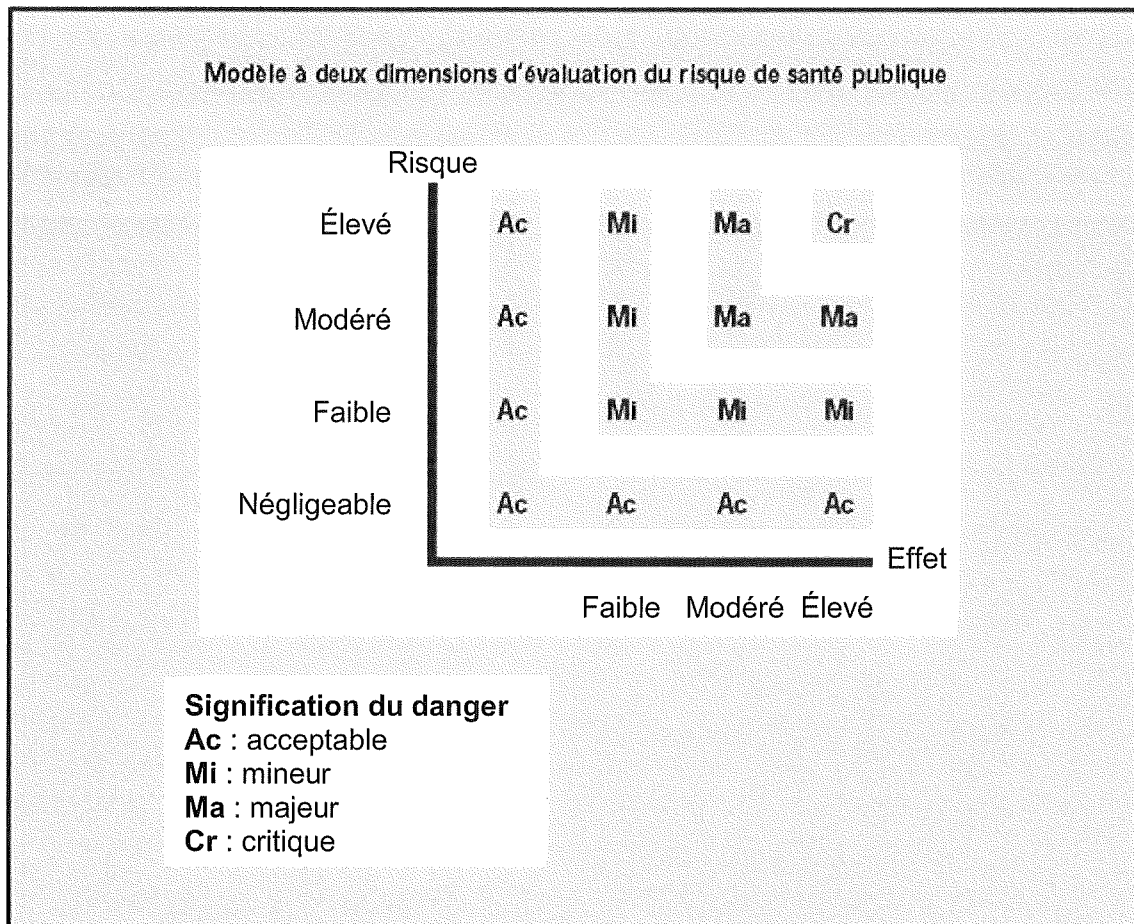 Modèle à deux dimensions d'évaluation du risque de santé publique
Risque
Élevé Ac Mi Ma Cr
Modéré Ac Mi Ma Ma
Faible Ac Mi Mi Mi
Négligeable Ac Ac Ac Ac
Effet
Faible Modéré Élevé
Signification du danger
Ac : acceptable
Mi : mineur
Ma : majeur
Cr : critique